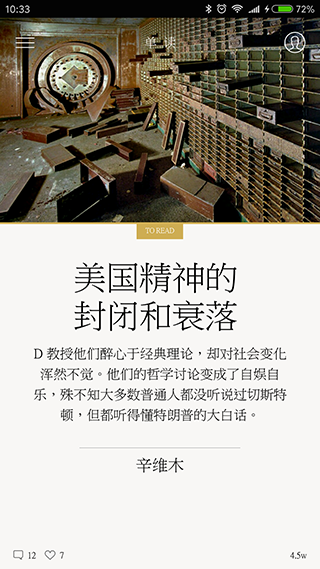 10:33
72%
单读
TO READ
美国精神的
封闭和衰落
D 教授他们醉心于经典理论，却对社会变化
浑然不觉。他们的哲学讨论变成了自娱自
乐，殊不知大多数普通人都没听说过切斯特
顿，但都听得懂特朗普的大白话。
辛维木
12 7 4.5w